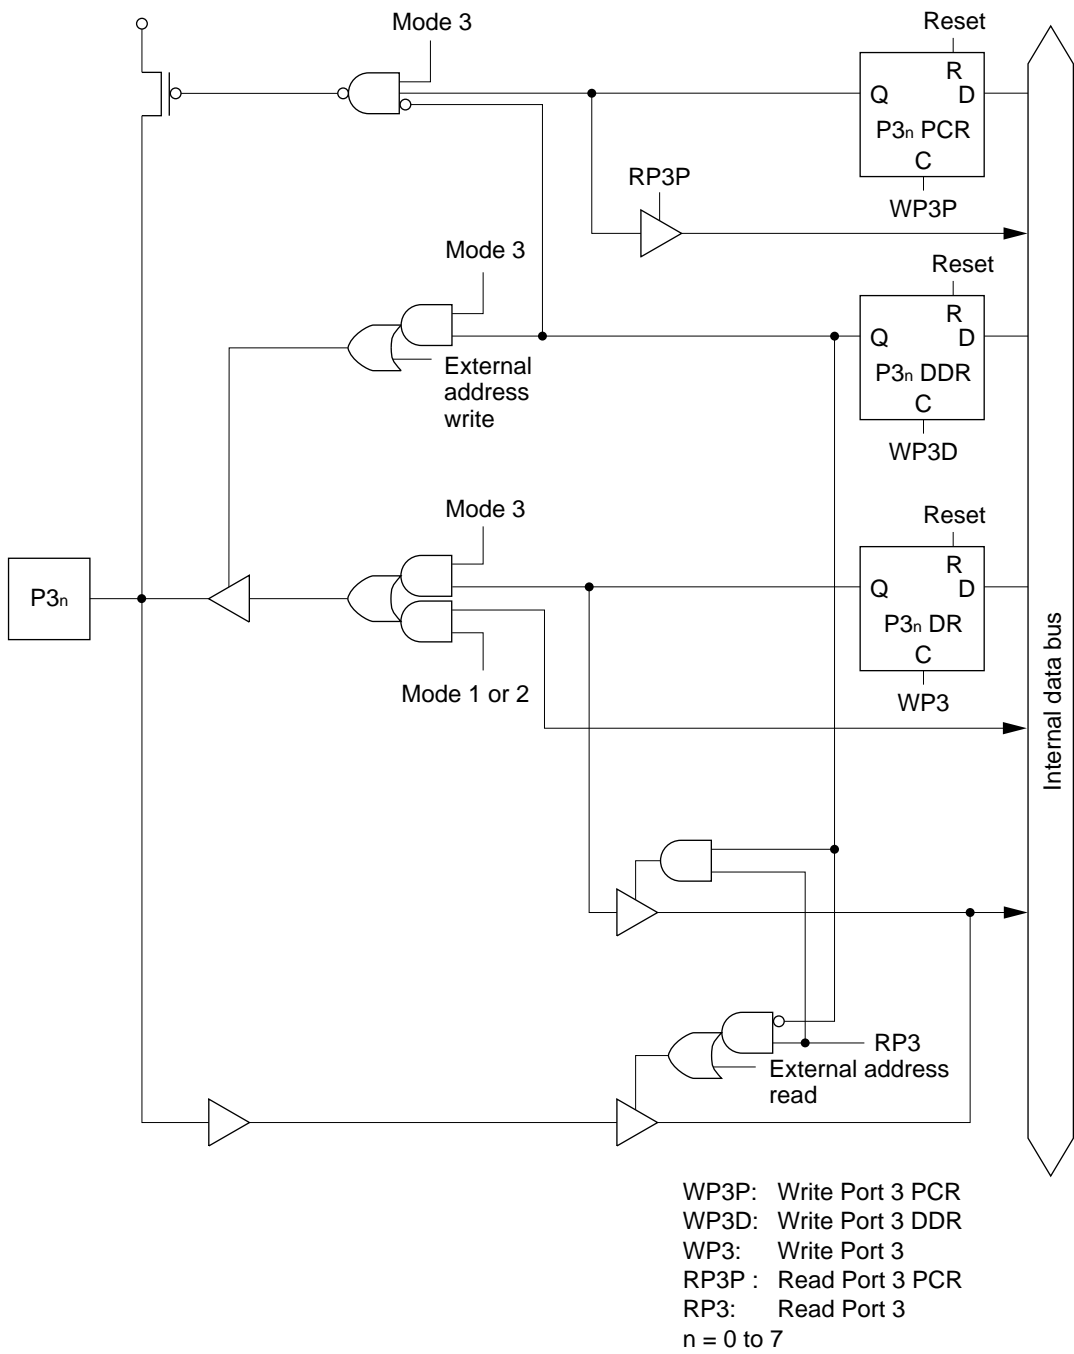 Mode 3
Reset
R
Q
D
P3n PCR
C
WP3P
RP3P
Mode 3
Reset
R
Q
D
P3n DDR
C
WP3D
External
address
write
Mode 3
Reset
R
Q
D
P3n DR
C
WP3
P3n
Mode 1 or 2
Internal data bus
RP3
External address
read
WP3P: Write Port 3 PCR
WP3D: Write Port 3 DDR
WP3: Write Port 3
RP3P : Read Port 3 PCR
RP3: Read Port 3
n = 0 to 7